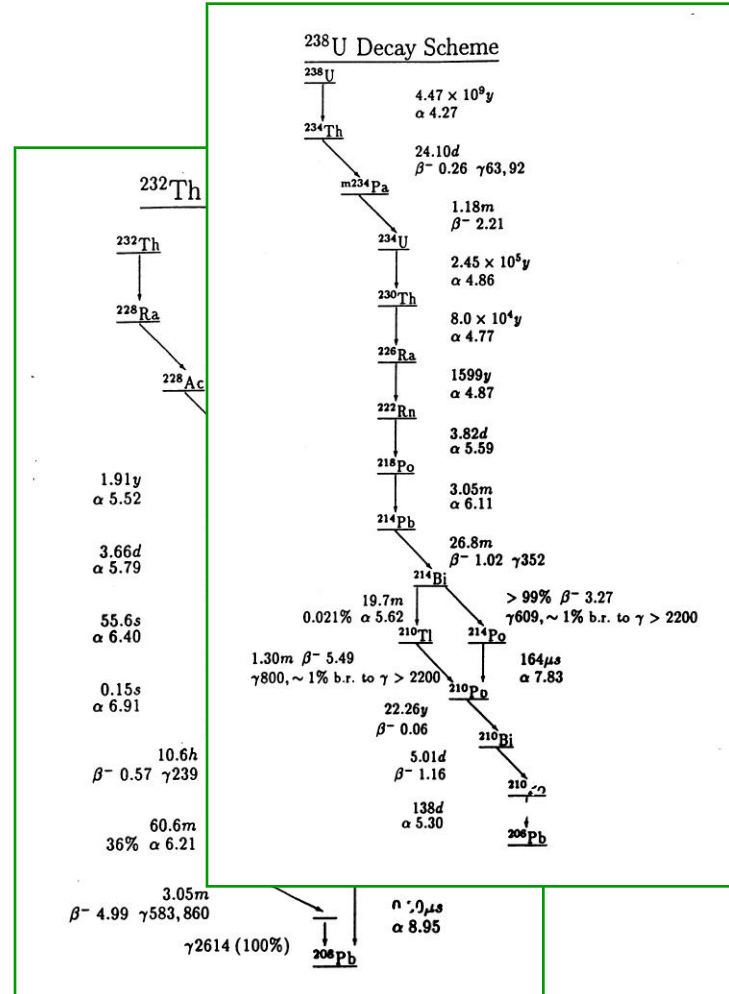 ²³⁸U Decay Scheme
²³⁸U
4.47 × 10⁹y
α 4.27
²³⁴Th
24.10d
β⁻ 0.26 γ63, 92
ᵐ²³⁴Pa
1.18m
β⁻ 2.21
²³⁴U
2.45 × 10⁵y
α 4.86
²³⁰Th
8.0 × 10⁴y
α 4.77
²²⁶Ra
1599y
α 4.87
²²²Rn
3.82d
α 5.59
²¹⁸Po
3.05m
α 6.11
²¹⁴Pb
26.8m
β⁻ 1.02 γ352
²¹⁴Bi
19.7m
0.021% α 5.62
> 99% β⁻ 3.27
γ609, ~ 1% b.r. to γ > 2200
²¹⁰Tl
²¹⁴Po
1.30m β⁻ 5.49
γ800, ~ 1% b.r. to γ > 2200
164μs
α 7.83
²¹⁰Pb
22.26y
β⁻ 0.06
²¹⁰Bi
5.01d
β⁻ 1.16
²¹⁰
138d
α 5.30
²⁰⁶Pb
²³²Th
²³²Th
²²⁸Ra
²²⁸Ac
1.91y
α 5.52
3.66d
α 5.79
55.6s
α 6.40
0.15s
α 6.91
10.6h
β⁻ 0.57 γ239
60.6m
36% α 6.21
3.05m
β⁻ 4.99 γ583, 860
α 8.95
γ2614 (100%)
²⁰⁸Pb